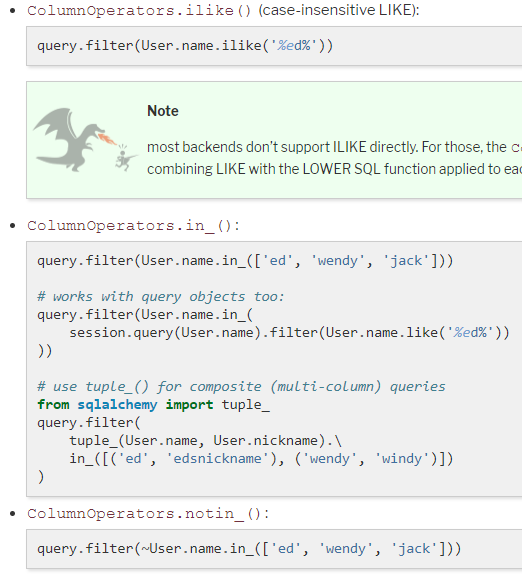 ColumnOperators.ilike() (case-insensitive LIKE):
query.filter(User.name.ilike('%ed%'))
Note
most backends don't support ILIKE directly. For those, the
combining LIKE with the LOWER SQL function applied to
ColumnOperators.in_():
query.filter(User.name.in_(['ed', 'wendy', 'jack']))
# works with query objects too:
query.filter(User.name.in_(
    session.query(User.name).filter(User.name.like('%ed%'))
))
# use tuple_() for composite (multi-column) queries
from sqlalchemy import tuple_
query.filter(
    tuple_(User.name, User.nickname).\
    in_([('ed', 'edsnickname'), ('wendy', 'windy')])
)
ColumnOperators.notin_():
query.filter(~User.name.in_(['ed', 'wendy', 'jack']))